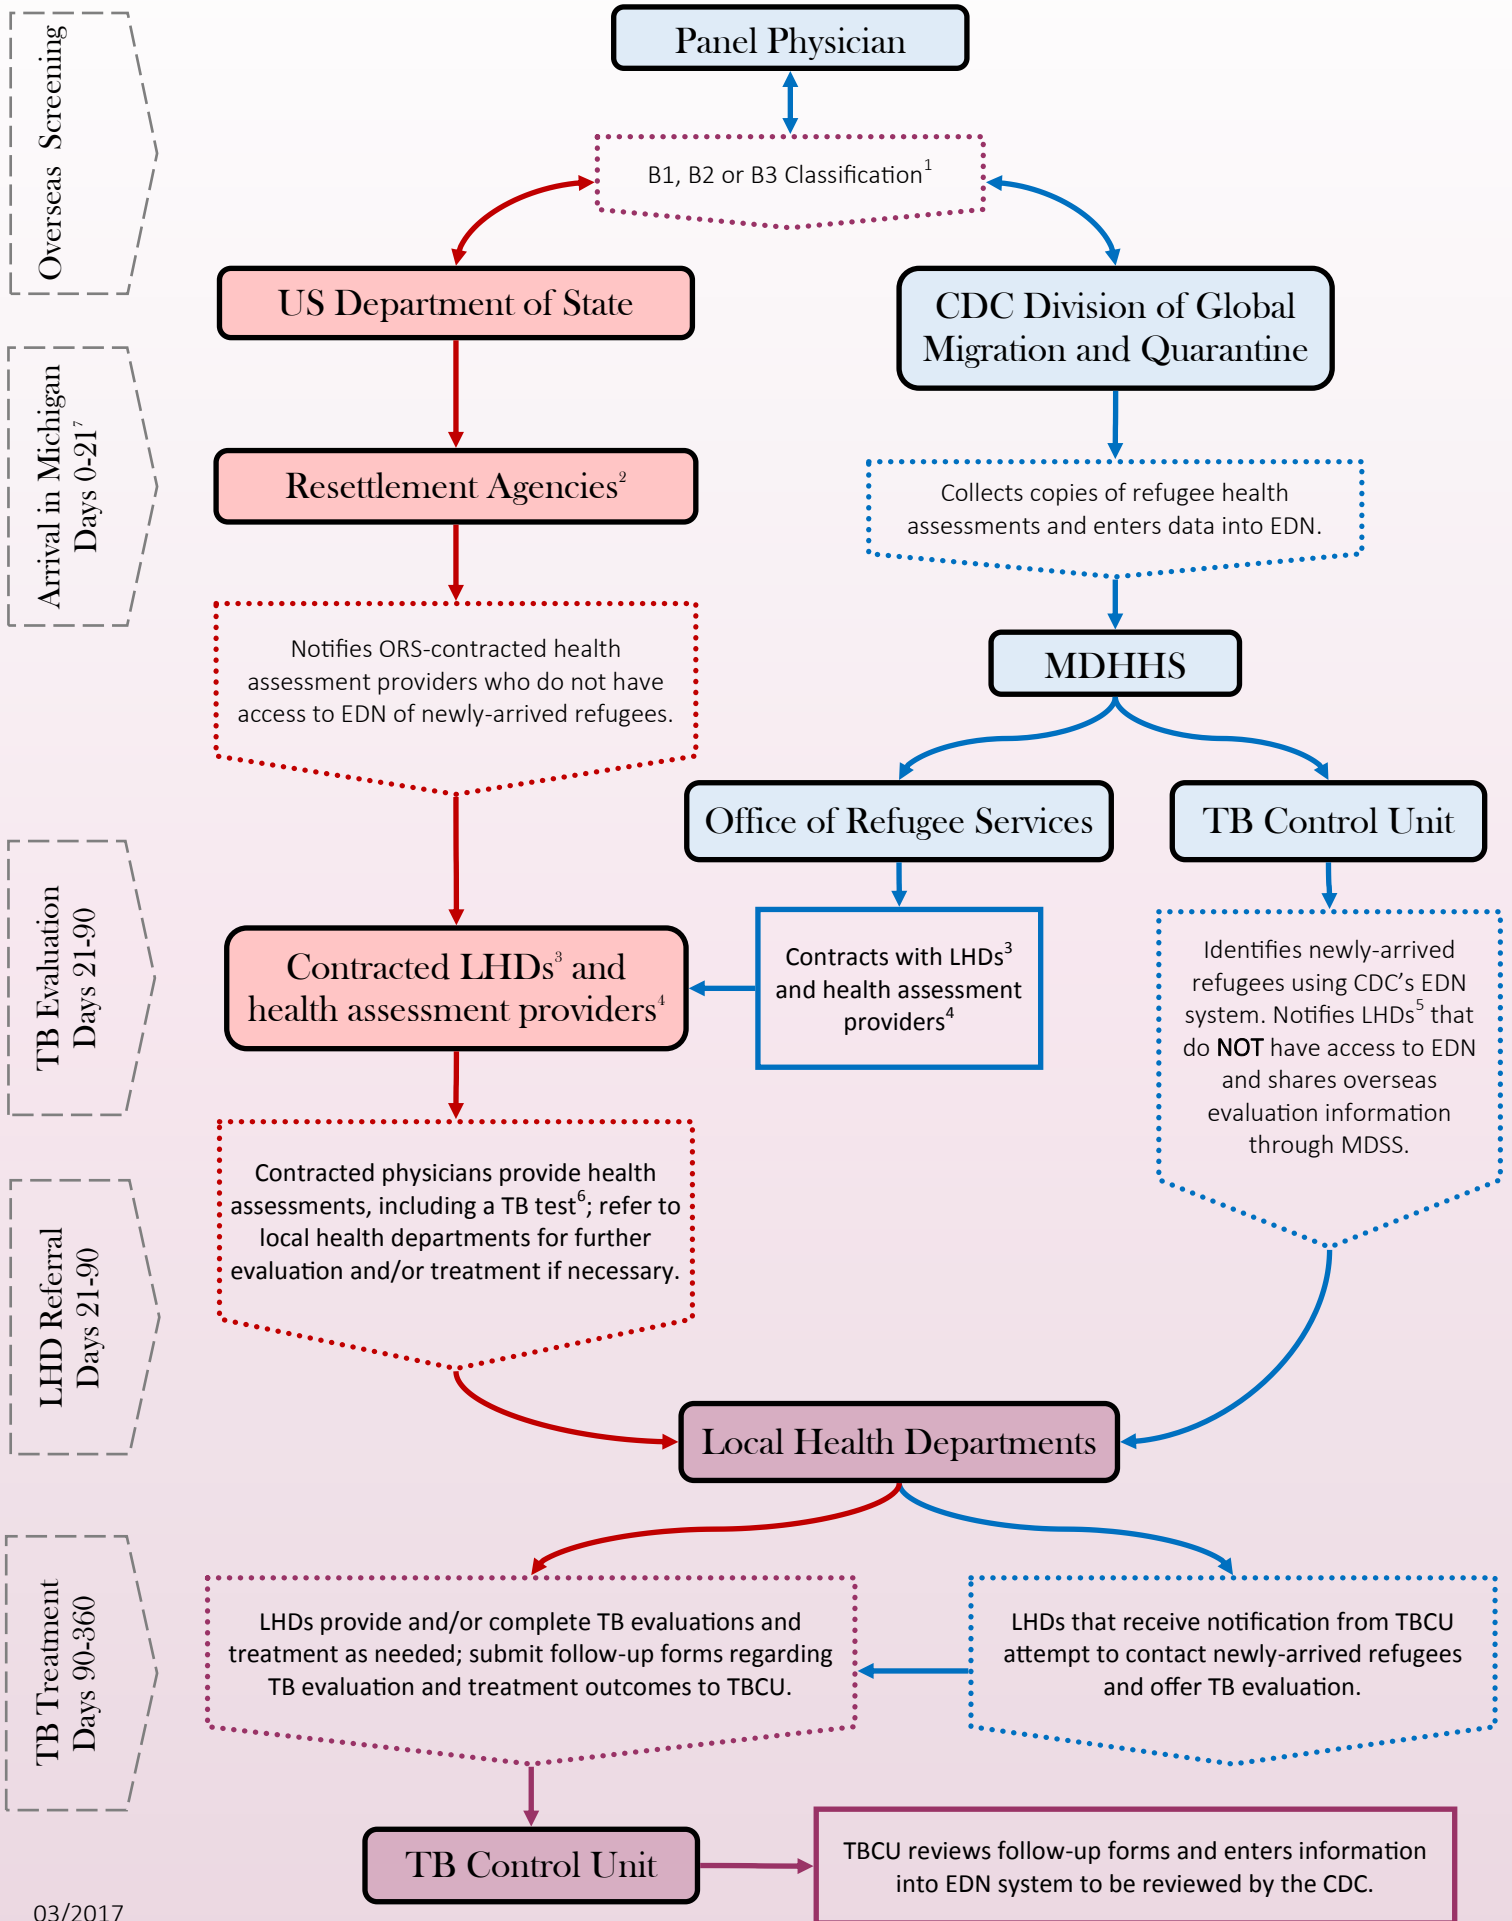 Panel Physician
Overseas Screening
B1, B2 or B3 Classification¹
US Department of State
CDC Division of Global
Migration and Quarantine
Arrival in Michigan
Days 0-21⁷
Resettlement Agencies²
Collects copies of refugee health
assessments and enters data into EDN.
Notifies ORS-contracted health
assessment providers who do not have
access to EDN of newly-arrived refugees.
MDHHS
Office of Refugee Services
TB Control Unit
TB Evaluation
Days 21-90
Contracted LHDs³ and
health assessment providers⁴
Contracts with LHDs³
and health assessment
providers⁴
Identifies newly-arrived
refugees using CDC’s EDN
system. Notifies LHDs⁵ that
do NOT have access to EDN
and shares overseas
evaluation information
through MDSS.
LHD Referral
Days 21-90
Contracted physicians provide health
assessments, including a TB test⁶; refer to
local health departments for further
evaluation and/or treatment if necessary.
Local Health Departments
TB Treatment
Days 90-360
LHDs provide and/or complete TB evaluations and
treatment as needed; submit follow-up forms regarding
TB evaluation and treatment outcomes to TBCU.
LHDs that receive notification from TBCU
attempt to contact newly-arrived refugees
and offer TB evaluation.
TB Control Unit
TBCU reviews follow-up forms and enters information
into EDN system to be reviewed by the CDC.
03/2017